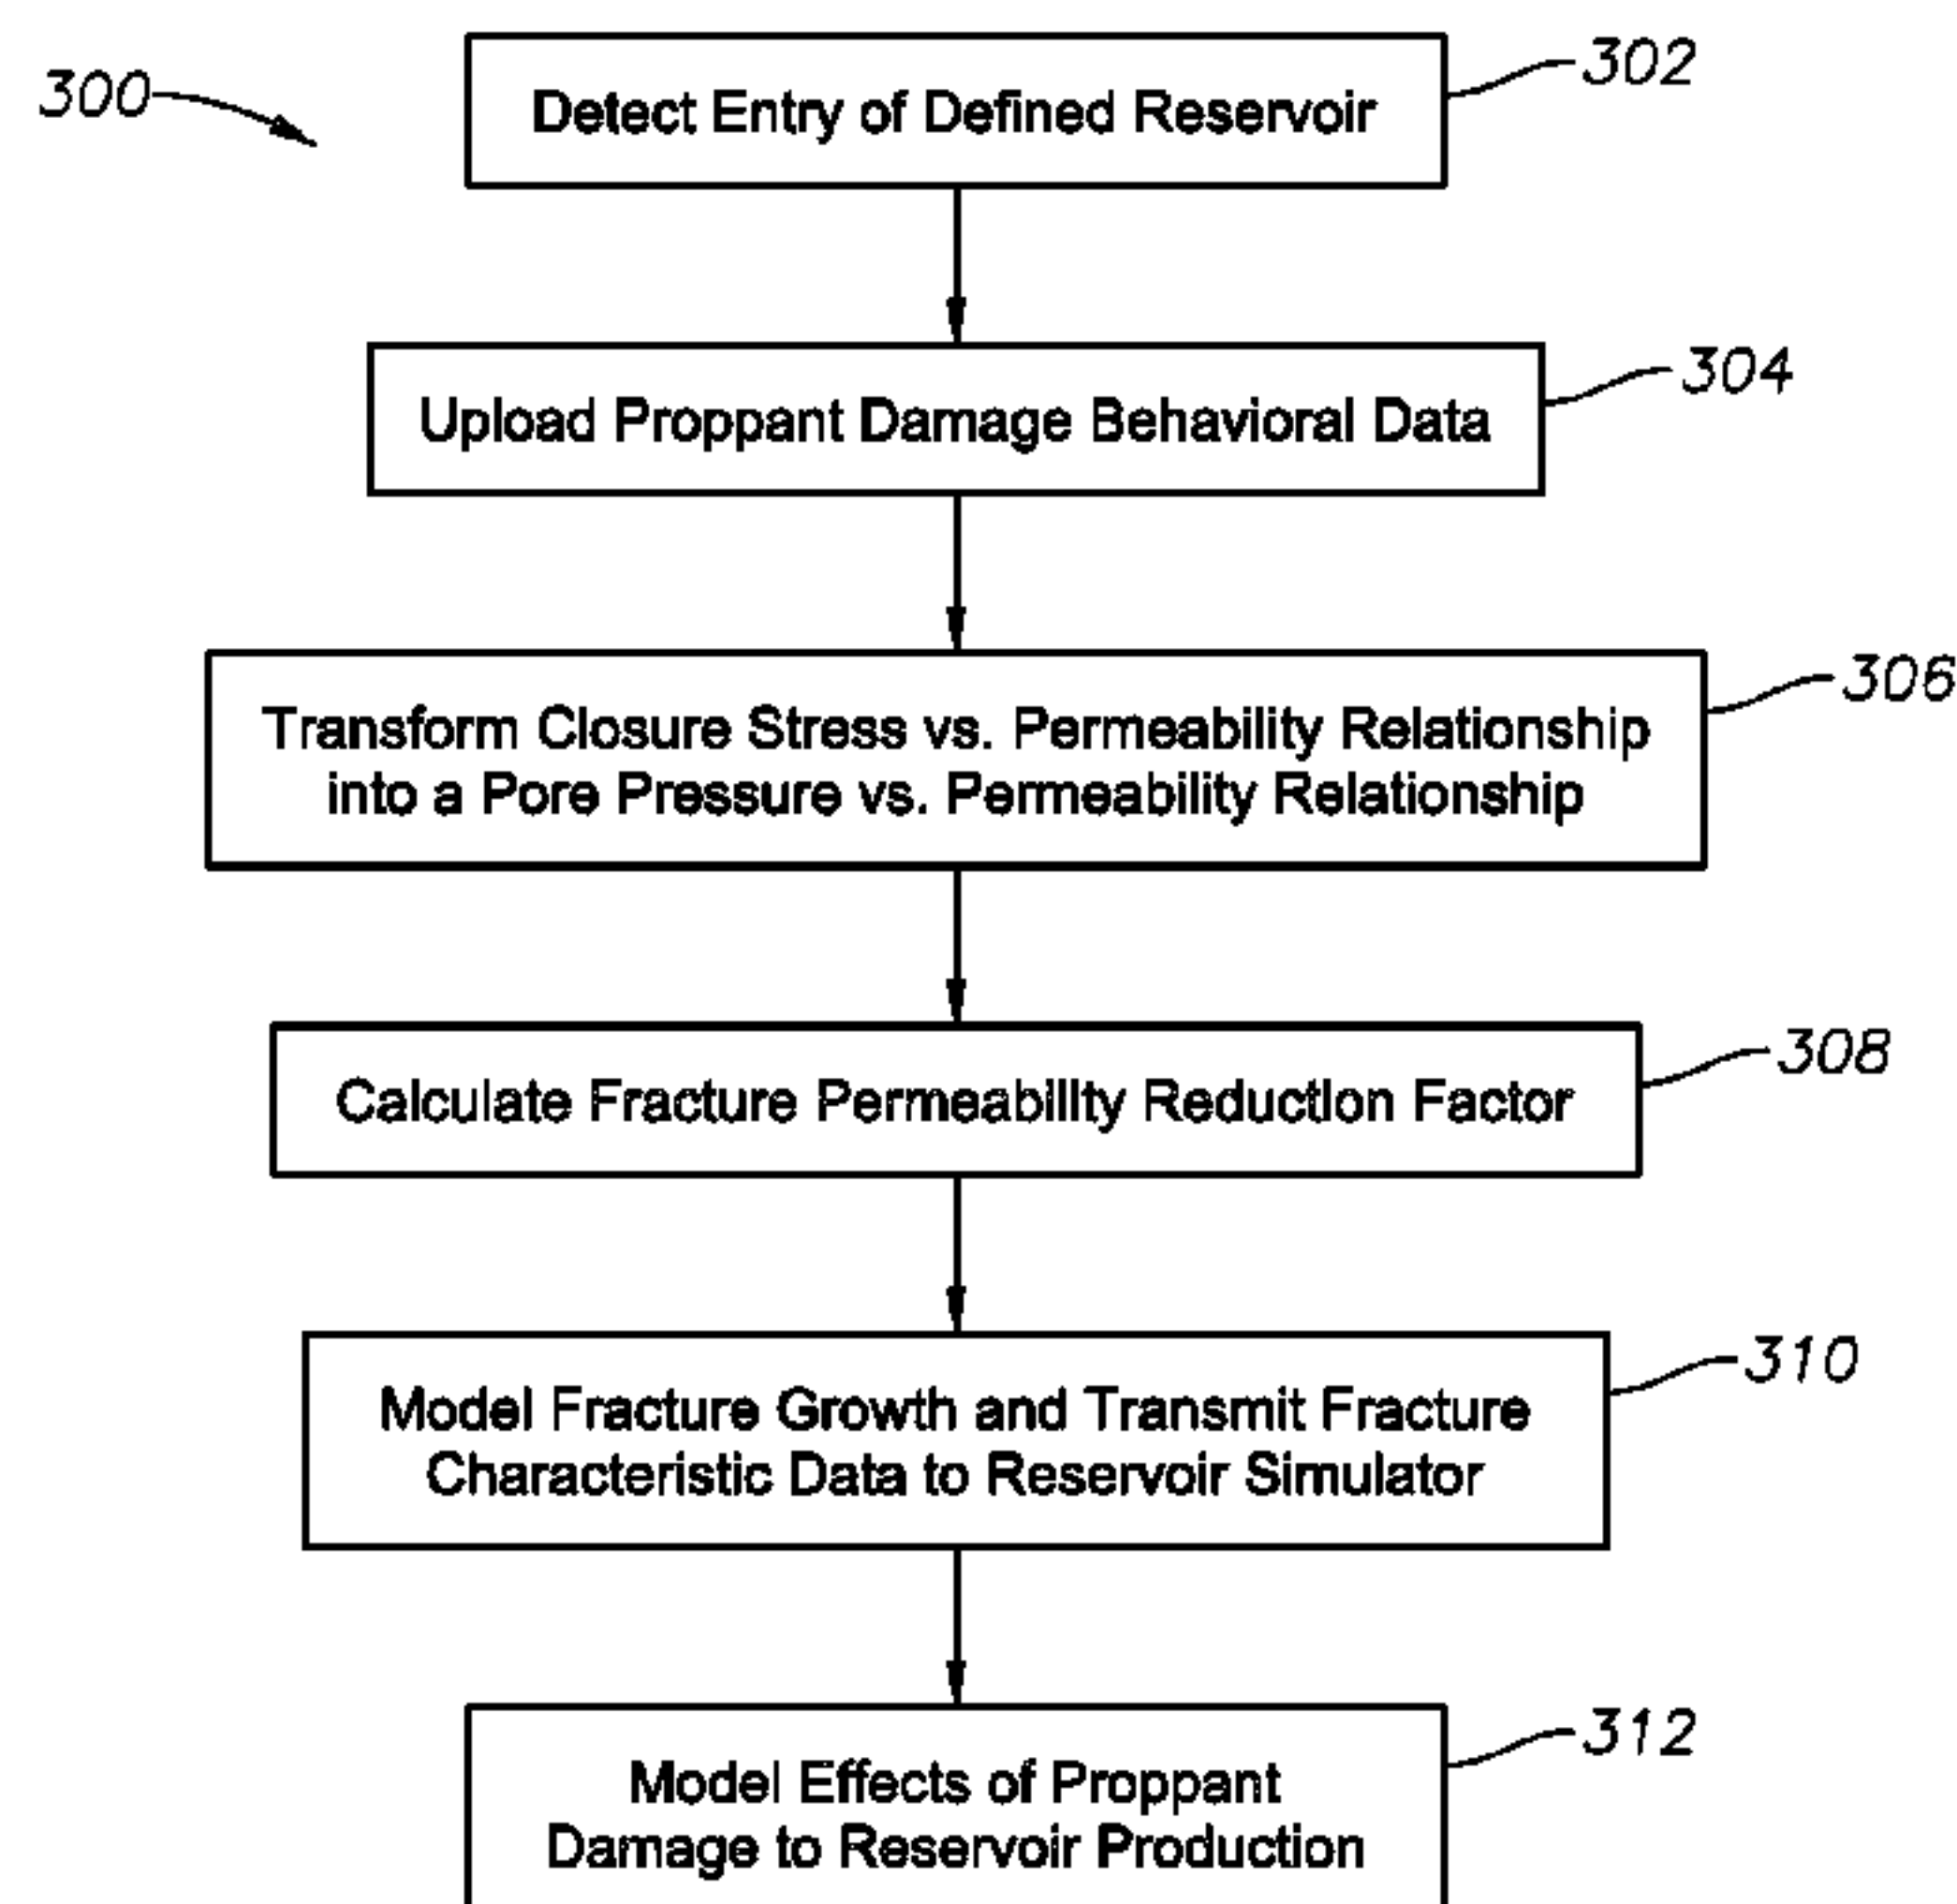 300
Detect Entry of Defined Reservoir
302
Upload Proppant Damage Behavioral Data
304
Transform Closure Stress vs. Permeability Relationship
into a Pore Pressure vs. Permeability Relationship
306
Calculate Fracture Permeability Reduction Factor
308
Model Fracture Growth and Transmit Fracture
Characteristic Data to Reservoir Simulator
310
Model Effects of Proppant
Damage to Reservoir Production
312